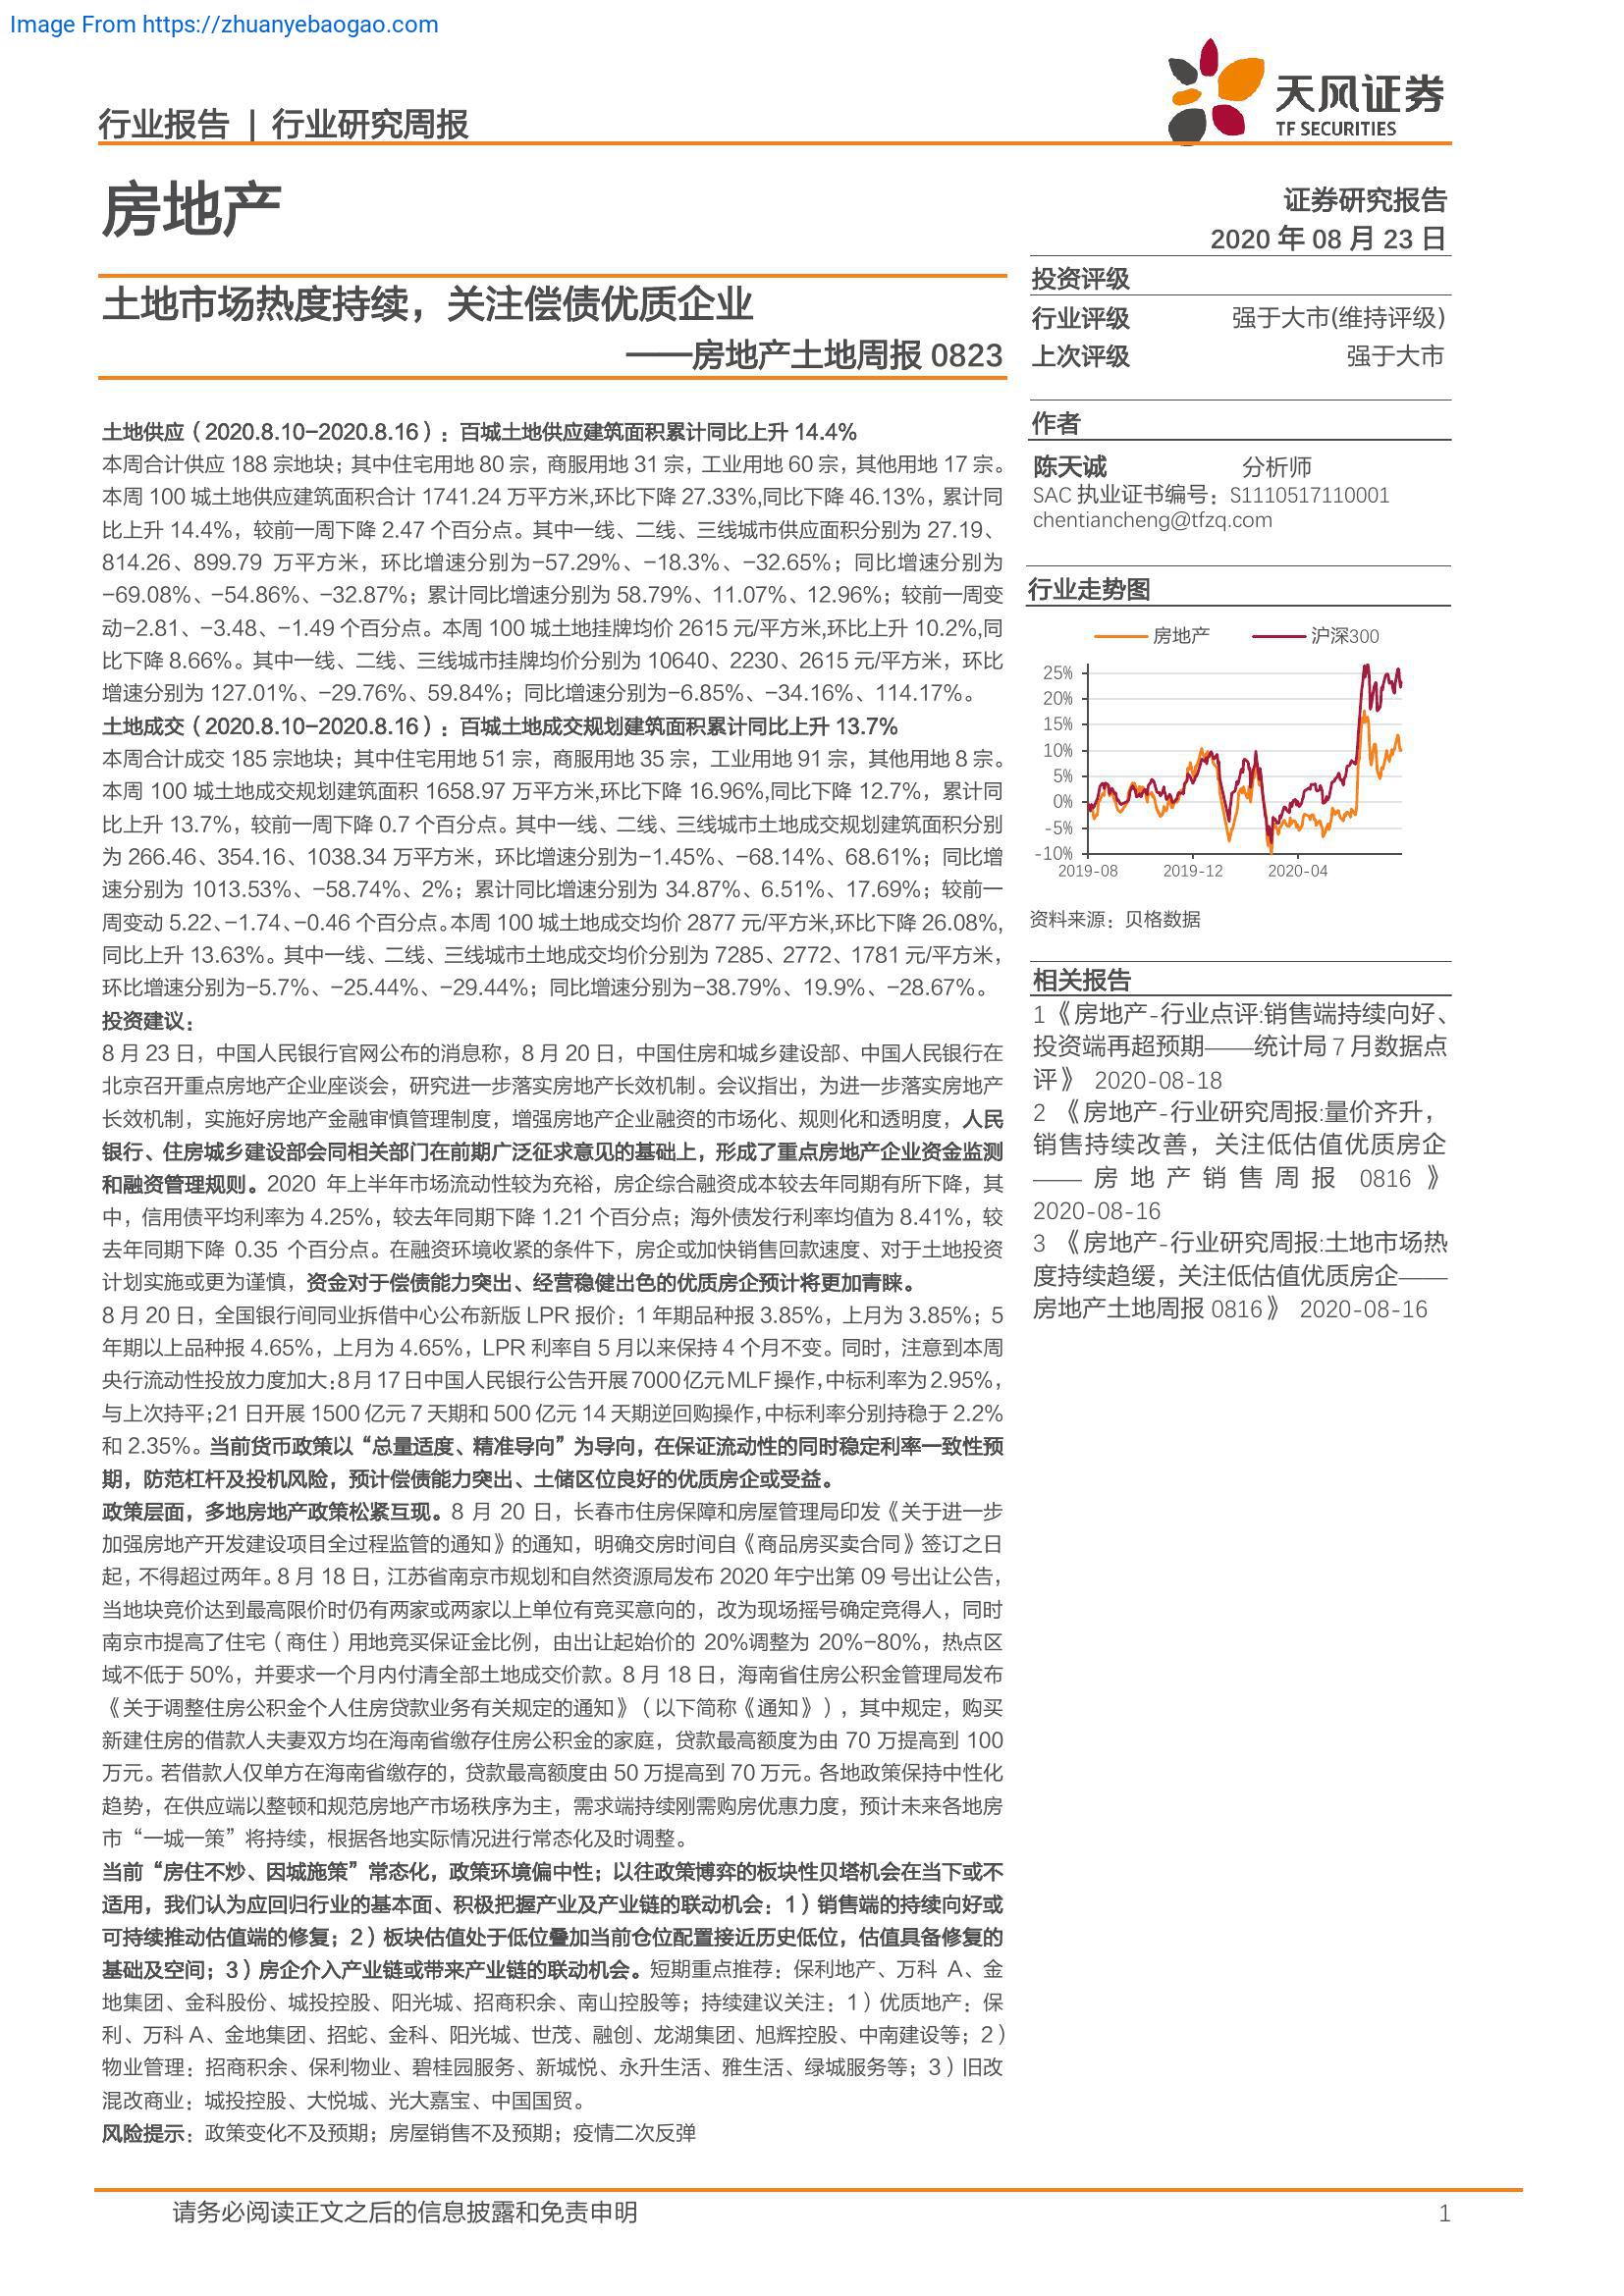 Image From https://zhuanyebaogao.com
行业报告 | 行业研究周报
天风证券
TF SECURITIES
房地产
证券研究报告
2020 年 08 月 23 日
土地市场热度持续，关注偿债优质企业
——房地产土地周报 0823
土地供应（2020.8.10-2020.8.16）：百城土地供应建筑面积累计同比上升 14.4%
本周合计供应 188 宗地块；其中住宅用地 80 宗，商服用地 31 宗，工业用地 60 宗，其他用地 17 宗。
本周 100 城土地供应建筑面积合计 1741.24 万平方米,环比下降 27.33%,同比下降 46.13%，累计同
比上升 14.4%，较前一周下降 2.47 个百分点。其中一线、二线、三线城市供应面积分别为 27.19、
814.26、899.79 万平方米，环比增速分别为-57.29%、-18.3%、-32.65%；同比增速分别为
-69.08%、-54.86%、-32.87%；累计同比增速分别为 58.79%、11.07%、12.96%；较前一周变
动-2.81、-3.48、-1.49 个百分点。本周 100 城土地挂牌均价 2615 元/平方米,环比上升 10.2%,同
比下降 8.66%。其中一线、二线、三线城市挂牌均价分别为 10640、2230、2615 元/平方米，环比
增速分别为 127.01%、-29.76%、59.84%；同比增速分别为-6.85%、-34.16%、114.17%。
土地成交（2020.8.10-2020.8.16）：百城土地成交规划建筑面积累计同比上升 13.7%
本周合计成交 185 宗地块；其中住宅用地 51 宗，商服用地 35 宗，工业用地 91 宗，其他用地 8 宗。
本周 100 城土地成交规划建筑面积 1658.97 万平方米,环比下降 16.96%,同比下降 12.7%，累计同
比上升 13.7%，较前一周下降 0.7 个百分点。其中一线、二线、三线城市土地成交规划建筑面积分别
为 266.46、354.16、1038.34 万平方米，环比增速分别为-1.45%、-68.14%、68.61%；同比增
速分别为 1013.53%、-58.74%、2%；累计同比增速分别为 34.87%、6.51%、17.69%；较前一
周变动 5.22、-1.74、-0.46 个百分点。本周 100 城土地成交均价 2877 元/平方米,环比下降 26.08%,
同比上升 13.63%。其中一线、二线、三线城市土地成交均价分别为 7285、2772、1781 元/平方米，
环比增速分别为-5.7%、-25.44%、-29.44%；同比增速分别为-38.79%、19.9%、-28.67%。
投资建议：
8 月 23 日，中国人民银行官网公布的消息称，8 月 20 日，中国住房和城乡建设部、中国人民银行在
北京召开重点房地产企业座谈会，研究进一步落实房地产长效机制。会议指出，为进一步落实房地产
长效机制，实施好房地产金融审慎管理制度，增强房地产企业融资的市场化、规则化和透明度，人民
银行、住房城乡建设部会同相关部门在前期广泛征求意见的基础上，形成了重点房地产企业资金监测
和融资管理规则。2020 年上半年市场流动性较为充裕，房企综合融资成本较去年同期有所下降，其
中，信用债平均利率为 4.25%，较去年同期下降 1.21 个百分点；海外债发行利率均值为 8.41%，较
去年同期下降 0.35 个百分点。在融资环境收紧的条件下，房企或加快销售回款速度、对于土地投资
计划实施或更为谨慎，资金对于偿债能力突出、经营稳健出色的优质房企预计将更加青睐。
8 月 20 日，全国银行间同业拆借中心公布新版 LPR 报价：1 年期品种报 3.85%，上月为 3.85%；5
年期以上品种报 4.65%，上月为 4.65%，LPR 利率自 5 月以来保持 4 个月不变。同时，注意到本周
央行流动性投放力度加大:8月17日中国人民银行公告开展7000亿元MLF操作,中标利率为2.95%，
与上次持平;21 日开展 1500 亿元 7 天期和 500 亿元 14 天期逆回购操作,中标利率分别持稳于 2.2%
和 2.35%。当前货币政策以“总量适度、精准导向”为导向，在保证流动性的同时稳定利率一致性预
期，防范杠杆及投机风险，预计偿债能力突出、土储区位良好的优质房企或受益。
政策层面，多地房地产政策松紧互现。8 月 20 日，长春市住房保障和房屋管理局印发《关于进一步
加强房地产开发建设项目全过程监管的通知》的通知，明确交房时间自《商品房买卖合同》签订之日
起，不得超过两年。8 月 18 日，江苏省南京市规划和自然资源局发布 2020 年宁出第 09 号出让公告，
当地块竞价达到最高限价时仍有两家或两家以上单位有竞买意向的，改为现场摇号确定竞得人，同时
南京市提高了住宅（商住）用地竞买保证金比例，由出让起始价的 20%调整为 20%-80%，热点区
域不低于 50%，并要求一个月内付清全部土地成交价款。8 月 18 日，海南省住房公积金管理局发布
《关于调整住房公积金个人住房贷款业务有关规定的通知》（以下简称《通知》），其中规定，购买
新建住房的借款人夫妻双方均在海南省缴存住房公积金的家庭，贷款最高额度为由 70 万提高到 100
万元。若借款人仅单方在海南省缴存的，贷款最高额度由 50 万提高到 70 万元。各地政策保持中性化
趋势，在供应端以整顿和规范房地产市场秩序为主，需求端持续刚需购房优惠力度，预计未来各地房
市“一城一策”将持续，根据各地实际情况进行常态化及时调整。
当前“房住不炒、因城施策”常态化，政策环境偏中性；以往政策博弈的板块性贝塔机会在当下或不
适用，我们认为应回归行业的基本面、积极把握产业及产业链的联动机会：1）销售端的持续向好或
可持续推动估值端的修复；2）板块估值处于低位叠加当前仓位配置接近历史低位，估值具备修复的
基础及空间；3）房企介入产业链或带来产业链的联动机会。短期重点推荐：保利地产、万科 A、金
地集团、金科股份、城投控股、阳光城、招商积余、南山控股等；持续建议关注：1）优质地产：保
利、万科 A、金地集团、招蛇、金科、阳光城、世茂、融创、龙湖集团、旭辉控股、中南建设等；2）
物业管理：招商积余、保利物业、碧桂园服务、新城悦、永升生活、雅生活、绿城服务等；3）旧改
混改商业：城投控股、大悦城、光大嘉宝、中国国贸。
风险提示：政策变化不及预期；房屋销售不及预期；疫情二次反弹
投资评级
行业评级 强于大市(维持评级)
上次评级 强于大市
作者
陈天诚 分析师
SAC 执业证书编号：S1110517110001
chentiancheng@tfzq.com
行业走势图
房地产 沪深300
25%
20%
15%
10%
5%
0%
-5%
-10%
2019-08 2019-12 2020-04
资料来源：贝格数据
相关报告
1《房地产-行业点评:销售端持续向好、
投资端再超预期——统计局 7 月数据点
评》 2020-08-18
2 《房地产-行业研究周报:量价齐升，
销售持续改善，关注低估值优质房企
——房地产销售周报 0816》
2020-08-16
3 《房地产-行业研究周报:土地市场热
度持续趋缓，关注低估值优质房企——
房地产土地周报 0816》 2020-08-16
请务必阅读正文之后的信息披露和免责申明 1